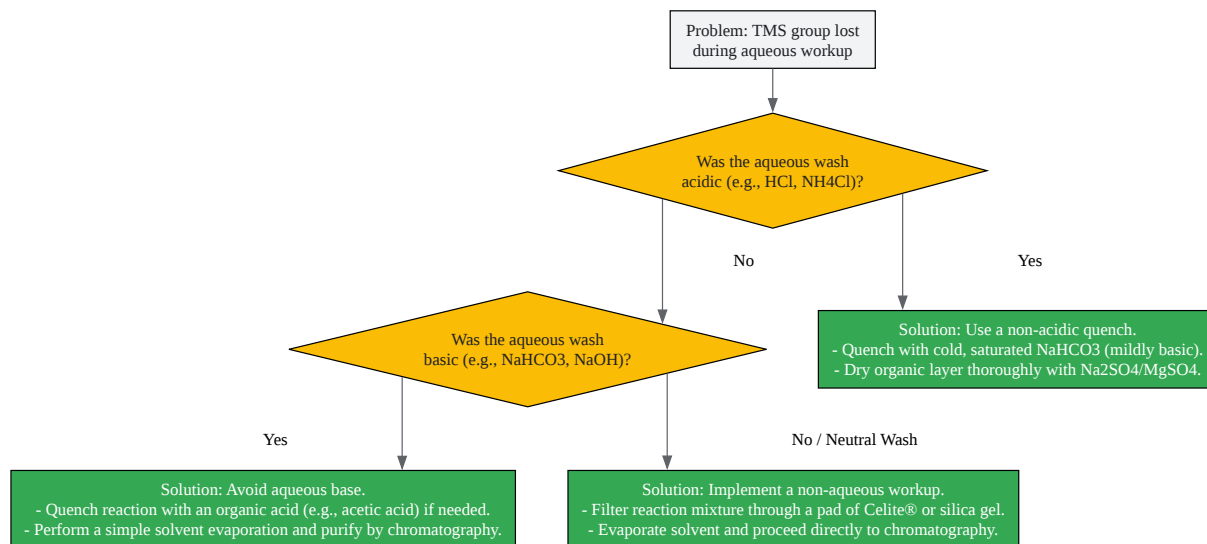 Problem: TMS group lost
during aqueous workup
Was the aqueous wash
acidic (e.g., HCl, NH4Cl)?
No
Yes
Was the aqueous wash
basic (e.g., NaHCO3, NaOH)?
Solution: Use a non-acidic quench.
- Quench with cold, saturated NaHCO3 (mildly basic).
- Dry organic layer thoroughly with Na2SO4/MgSO4.
Yes
No / Neutral Wash
Solution: Avoid aqueous base.
- Quench reaction with an organic acid (e.g., acetic acid) if needed.
- Perform a simple solvent evaporation and purify by chromatography.
Solution: Implement a non-aqueous workup.
- Filter reaction mixture through a pad of Celite® or silica gel.
- Evaporate solvent and proceed directly to chromatography.